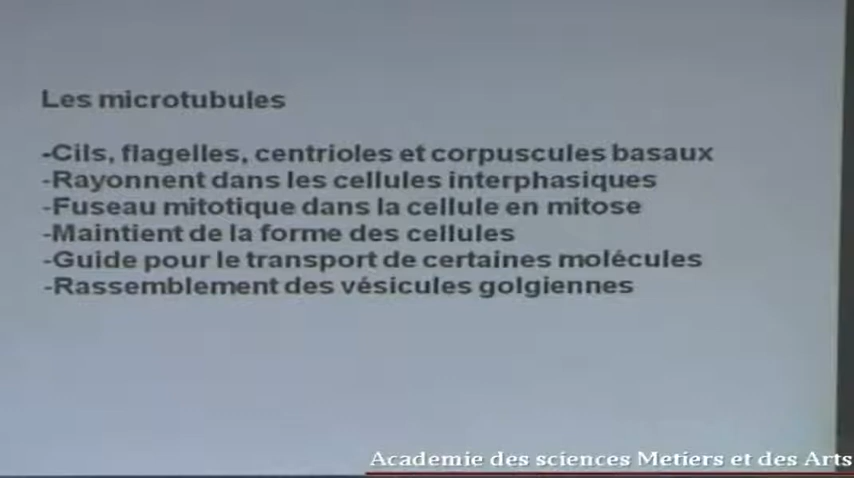 Les microtubules
-Cils, flagelles, centrioles et corpuscules basaux
-Rayonnent dans les cellules interphasiques
-Fuseau mitotique dans la cellule en mitose
-Maintient de la forme des cellules
-Guide pour le transport de certaines molécules
-Rassemblement des vésicules golgiennes
Academie des sciences Metiers et des Arts